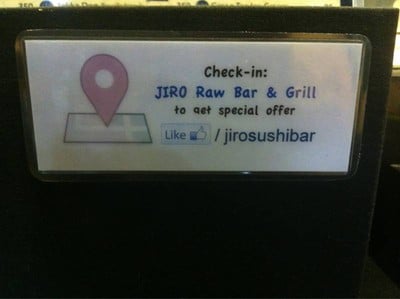 Check-in:
JIRO Raw Bar & Grill
to get special offer
Like / jirosushibar